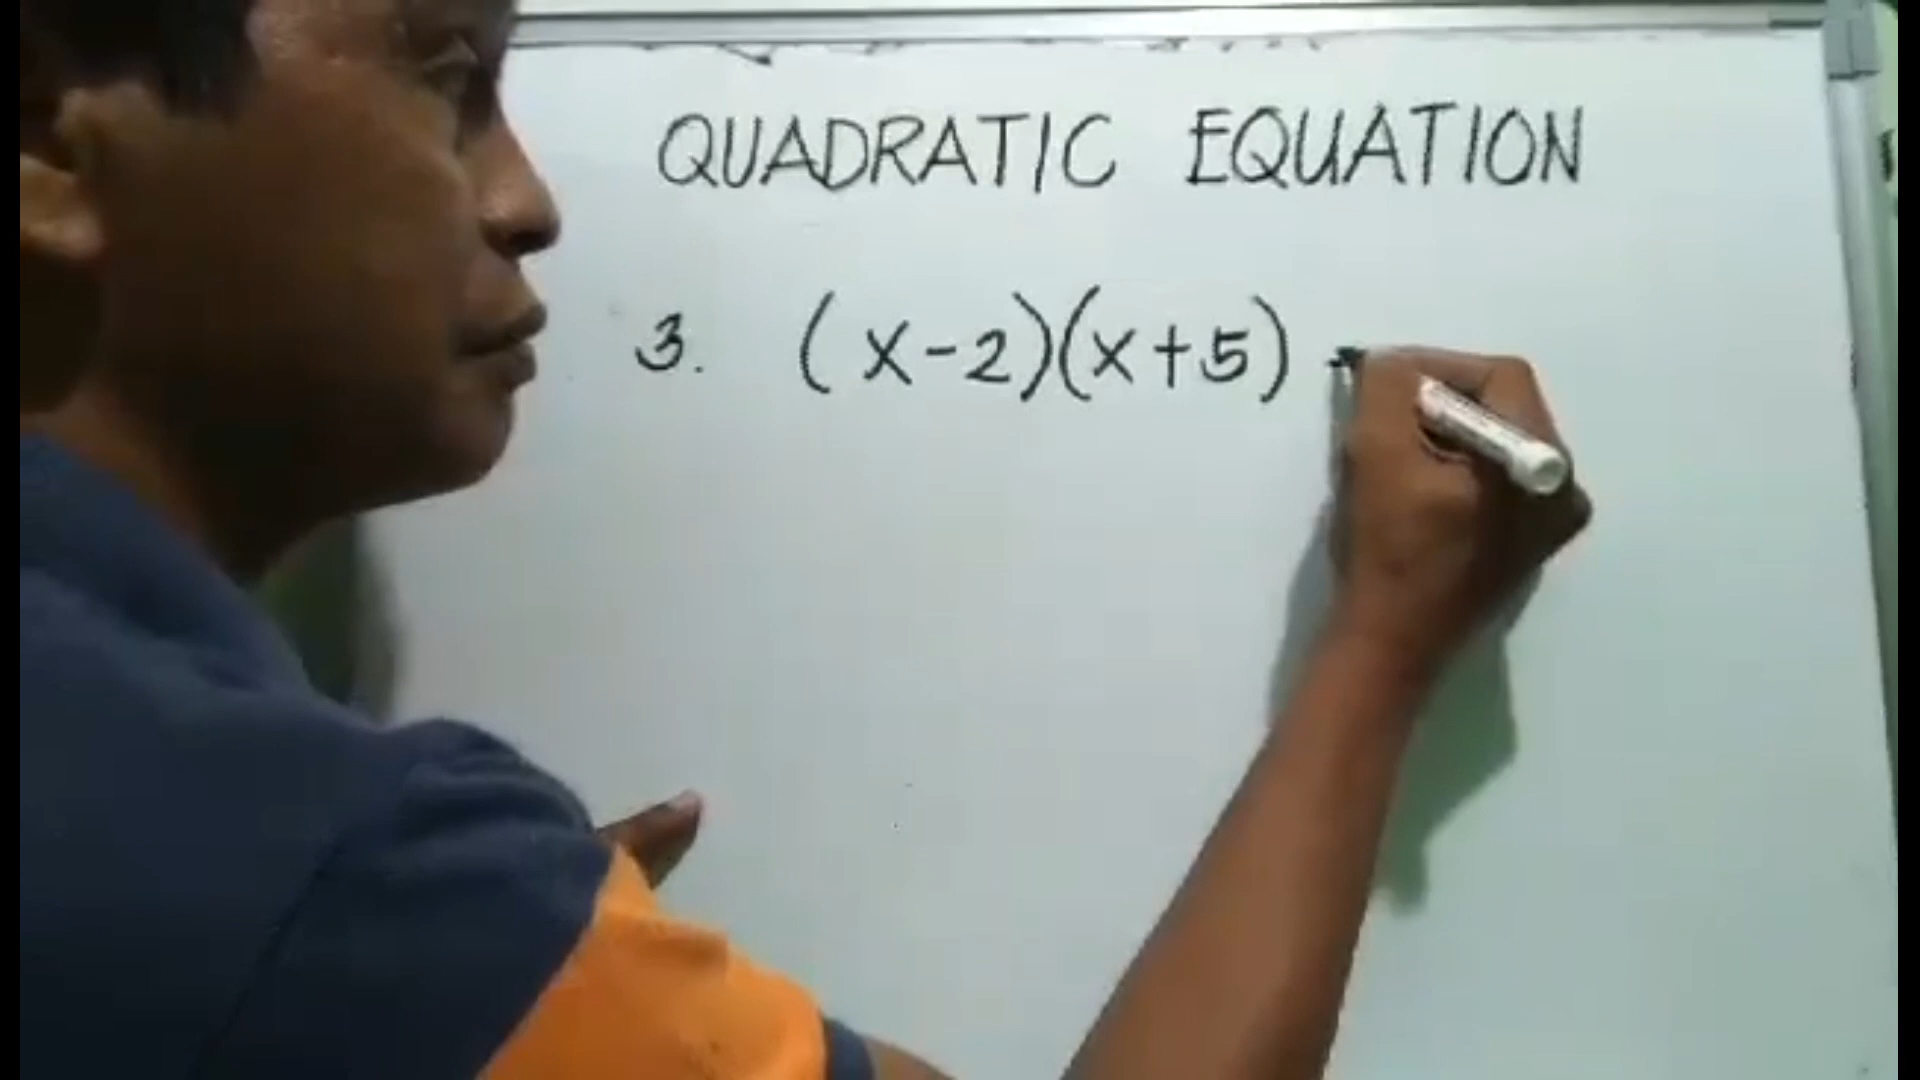 QUADRATIC EQUATION
3. (x-2)(x+5)